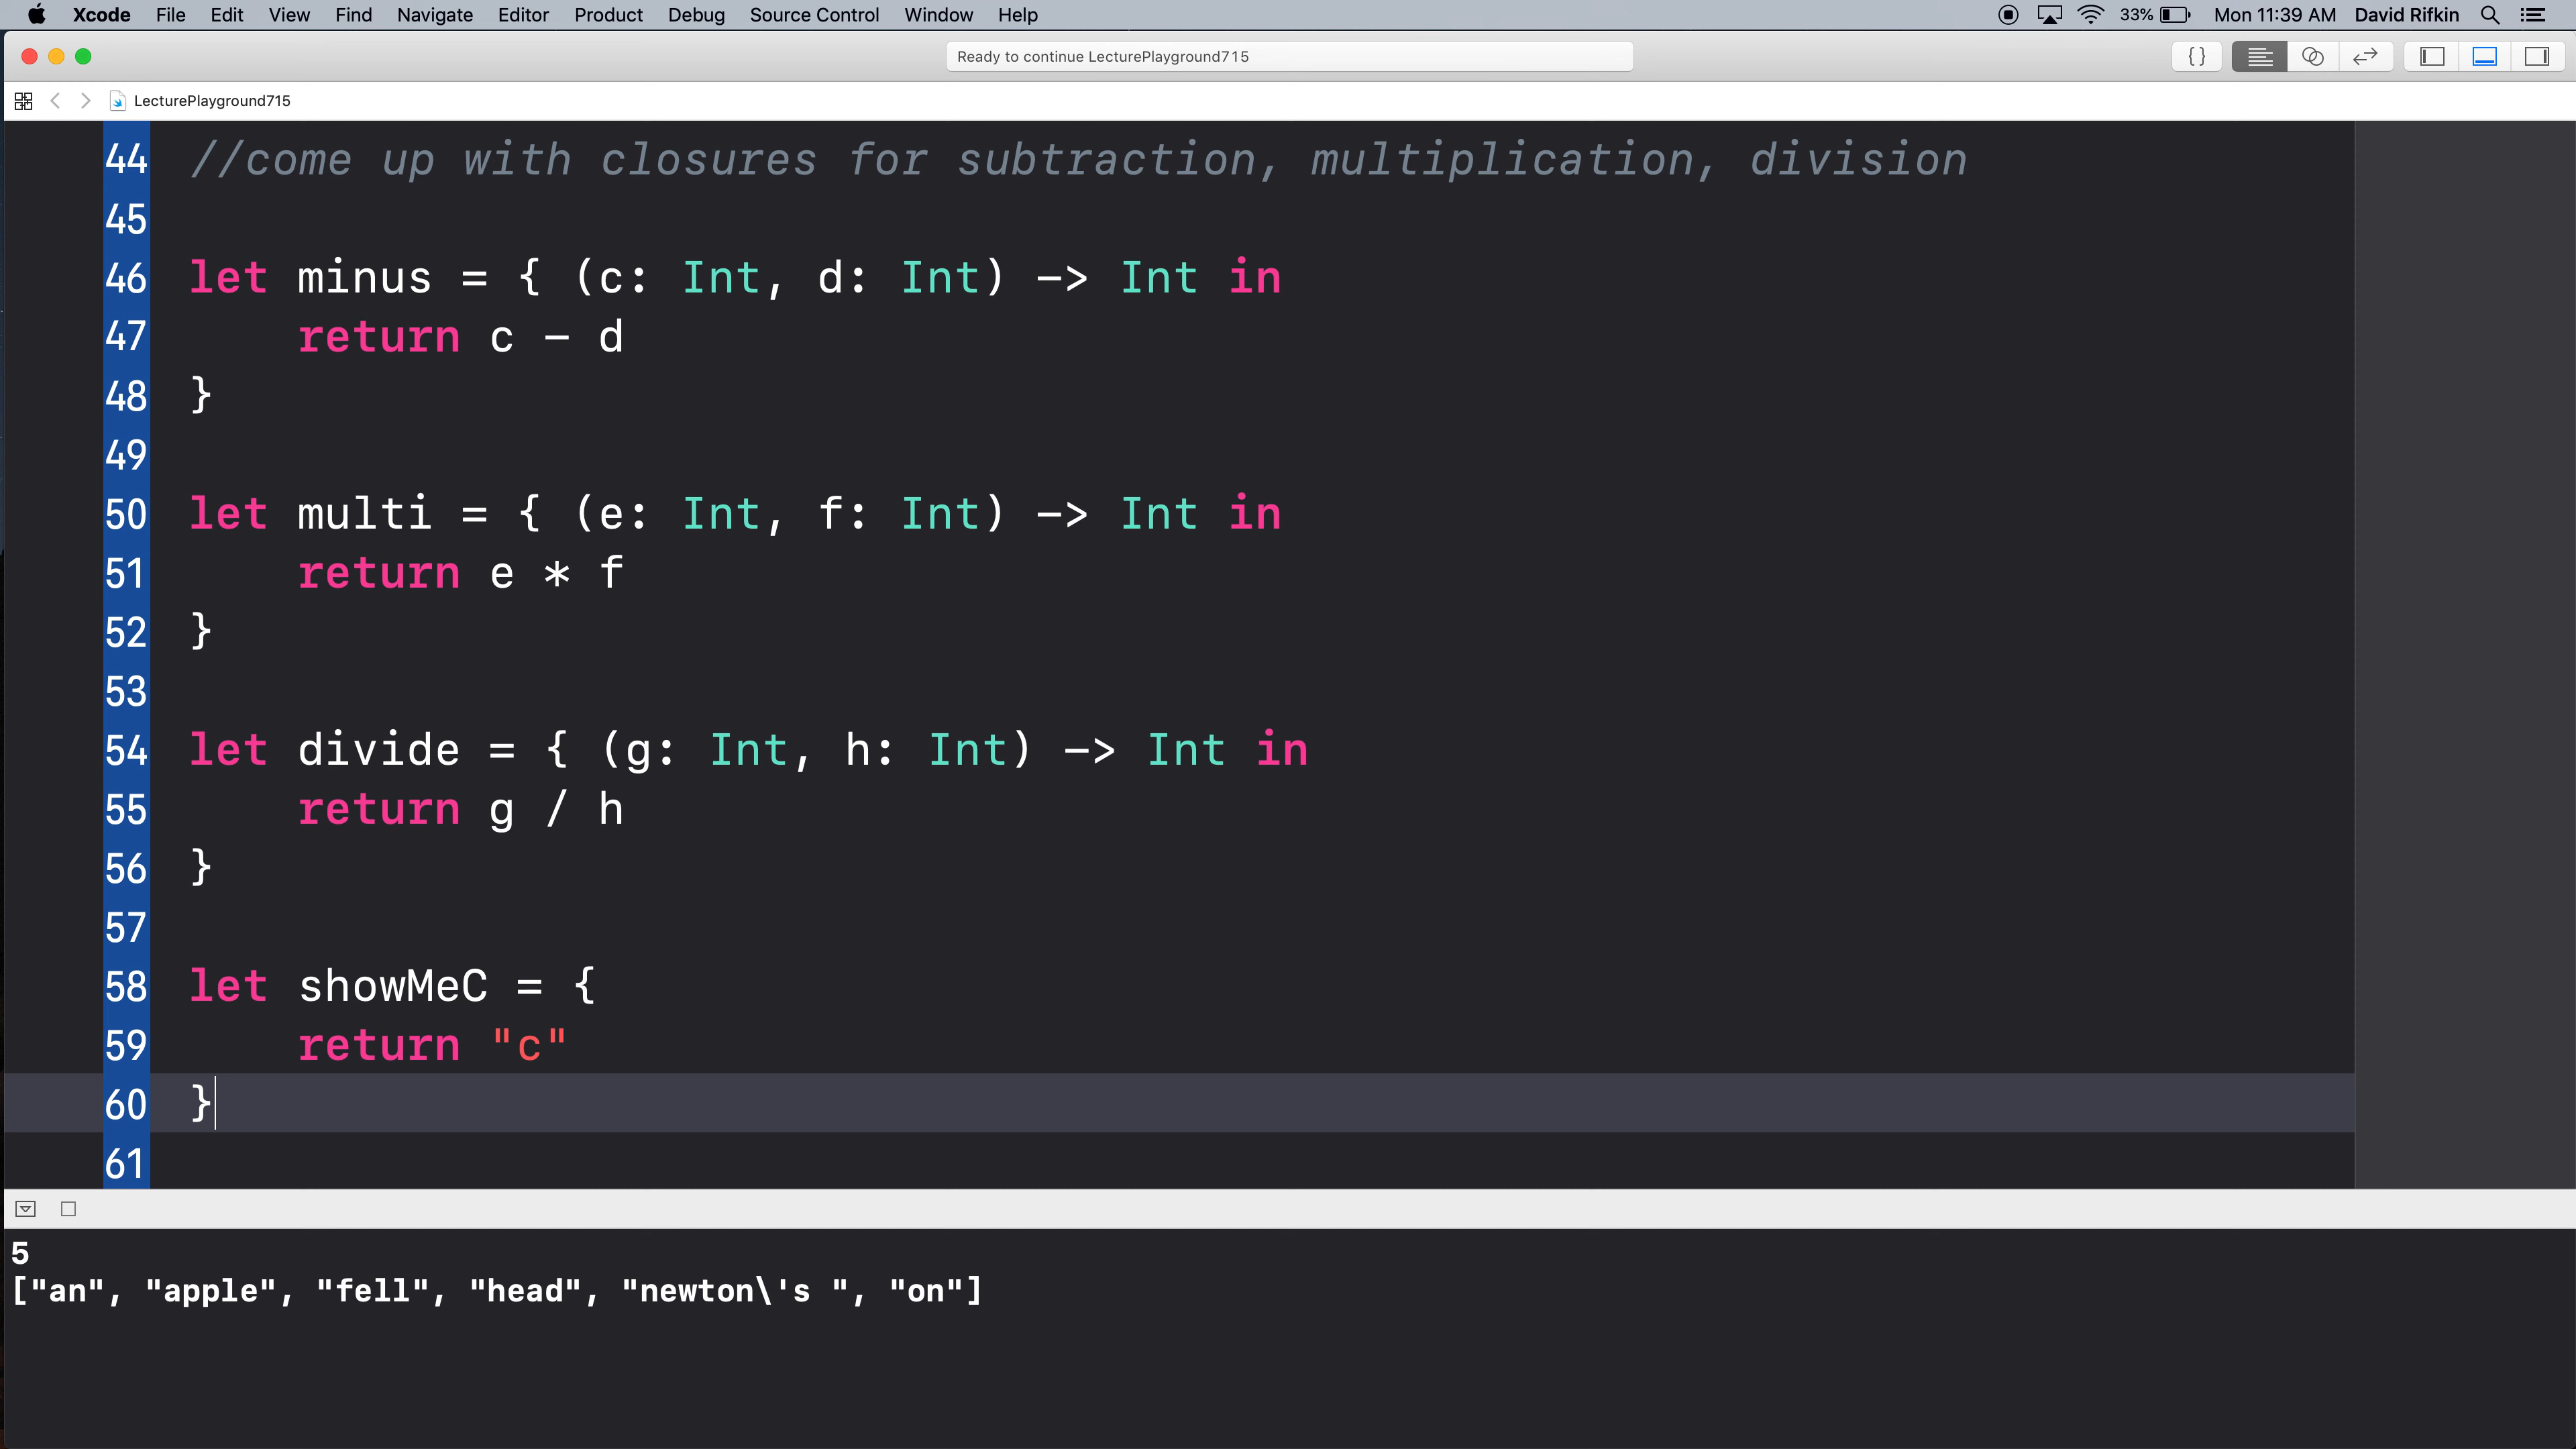 Xcode File Edit View Find Navigate Editor Product Debug Source Control Window Help 33% Mon 11:39 AM David Rifkin
Ready to continue LecturePlayground715
{}
LecturePlayground715
44 //come up with closures for subtraction, multiplication, division
45
46 let minus = { (c: Int, d: Int) -> Int in
47     return c - d
48 }
49
50 let multi = { (e: Int, f: Int) -> Int in
51     return e * f
52 }
53
54 let divide = { (g: Int, h: Int) -> Int in
55     return g / h
56 }
57
58 let showMeC = {
59     return "c"
60 }
61
5
["an", "apple", "fell", "head", "newton\'s ", "on"]